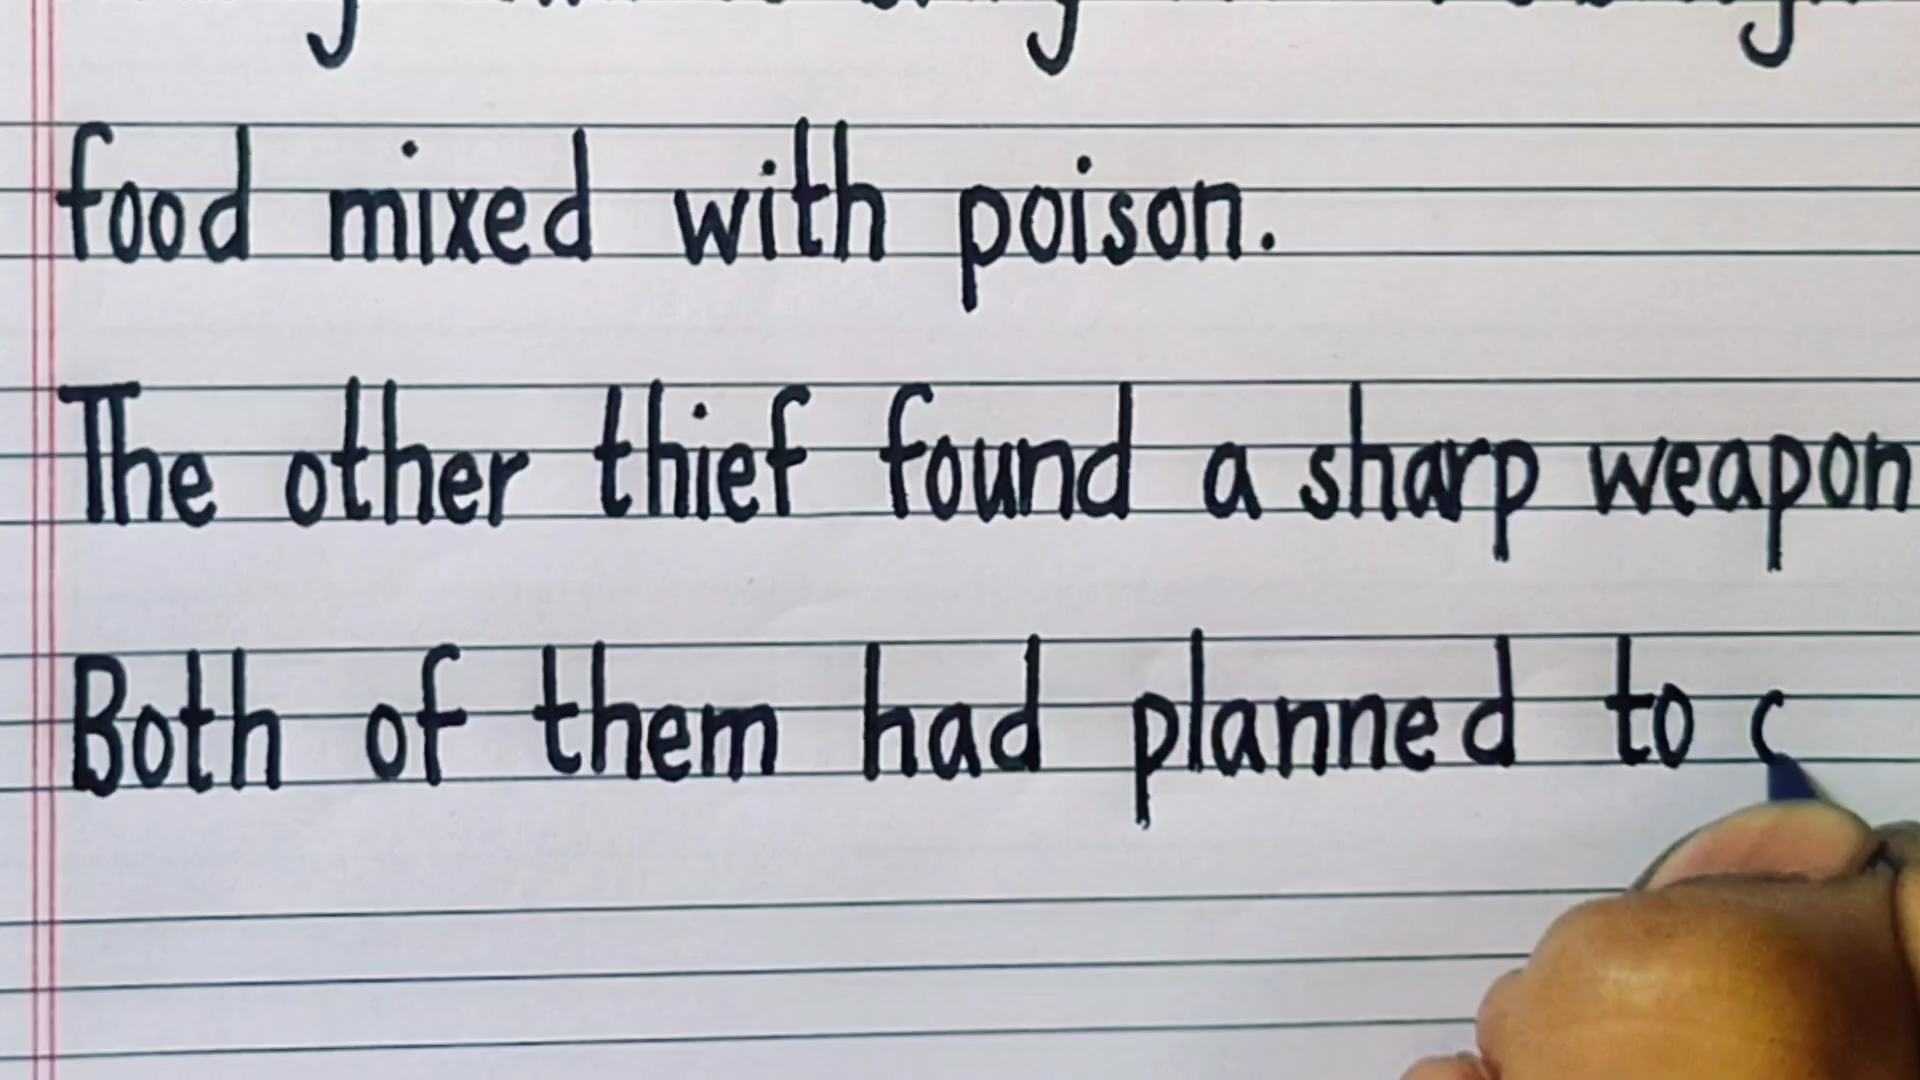 food mixed with poison.
The other thief found a sharp weapon
Both of them had planned to c